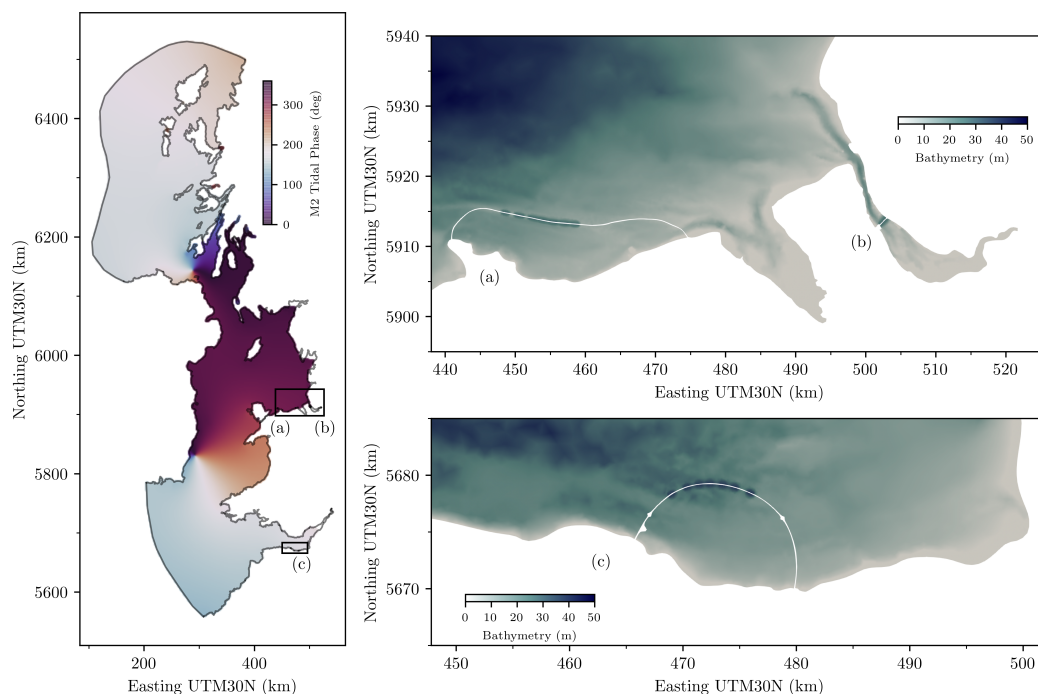 6400
6200
6000
5800
5600
Northing UTM30N (km)
200
400
Easting UTM30N (km)
300
200
100
0
M2 Tidal Phase (deg)
(a)
(b)
(c)
5940
5930
5920
5910
5900
Northing UTM30N (km)
0 10 20 30 40 50
Bathymetry (m)
(a)
(b)
440 450 460 470 480 490 500 510 520
Easting UTM30N (km)
5680
5670
Northing UTM30N (km)
(c)
0 10 20 30 40 50
Bathymetry (m)
450 460 470 480 490 500
Easting UTM30N (km)